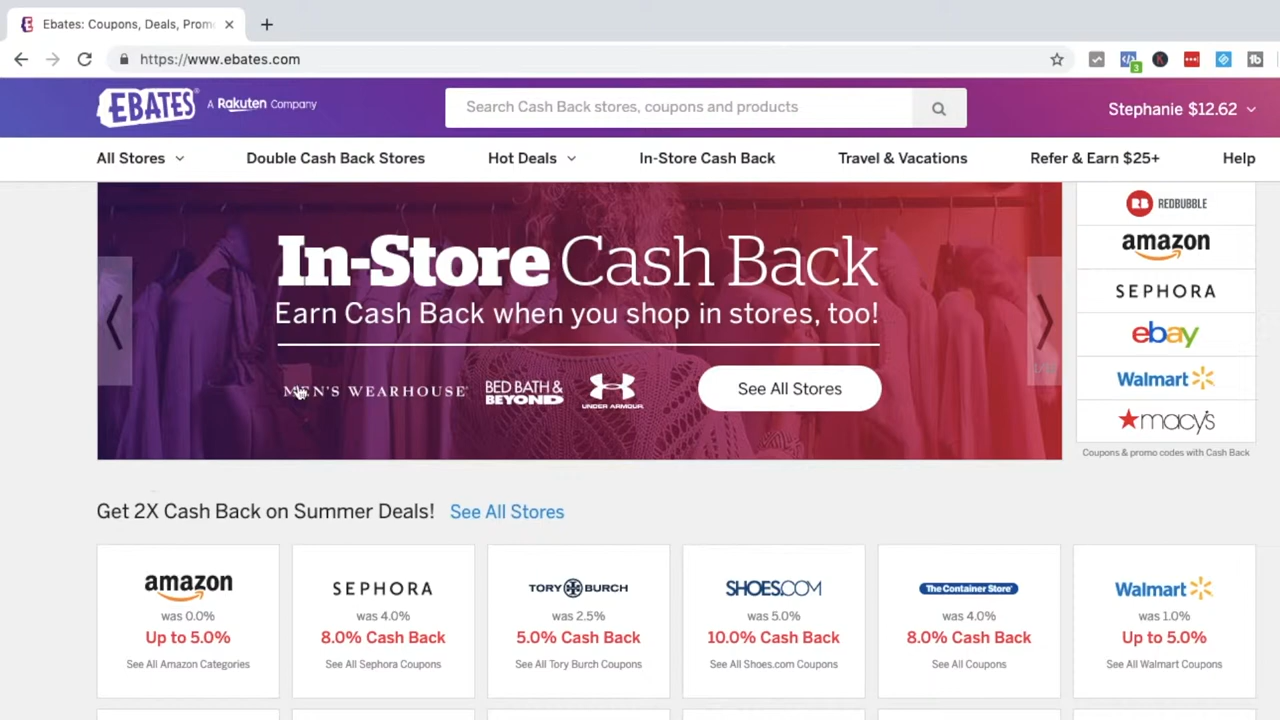 Ebates: Coupons, Deals, Prom
https://www.ebates.com
3
EBATES
A Rakuten Company
Search Cash Back stores, coupons and products
Stephanie $12.62
All Stores
Double Cash Back Stores
Hot Deals
In-Store Cash Back
Travel & Vacations
Refer & Earn $25+
Help
In-Store Cash Back
Earn Cash Back when you shop in stores, too!
MEN'S WEARHOUSE
BED BATH &
BEYOND
UNDER ARMOUR
See All Stores
RB REDBUBBLE
amazon
SEPHORA
ebay
Walmart
macy's
Coupons & promo codes with Cash Back
Get 2X Cash Back on Summer Deals! See All Stores
amazon
was 0.0%
Up to 5.0%
See All Amazon Categories
SEPHORA
was 4.0%
8.0% Cash Back
See All Sephora Coupons
TORY BURCH
was 2.5%
5.0% Cash Back
See All Tory Burch Coupons
SHOES.COM
was 5.0%
10.0% Cash Back
See All Shoes.com Coupons
The Container Store
was 4.0%
8.0% Cash Back
See All Coupons
Walmart
was 1.0%
Up to 5.0%
See All Walmart Coupons